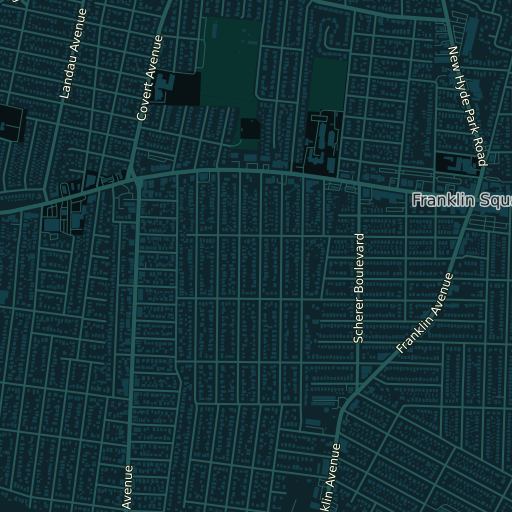 Landau Avenue
Covert Avenue
New Hyde Park Road
Franklin Squ
Scherer Boulevard
Franklin Avenue
Avenue
klin Avenue